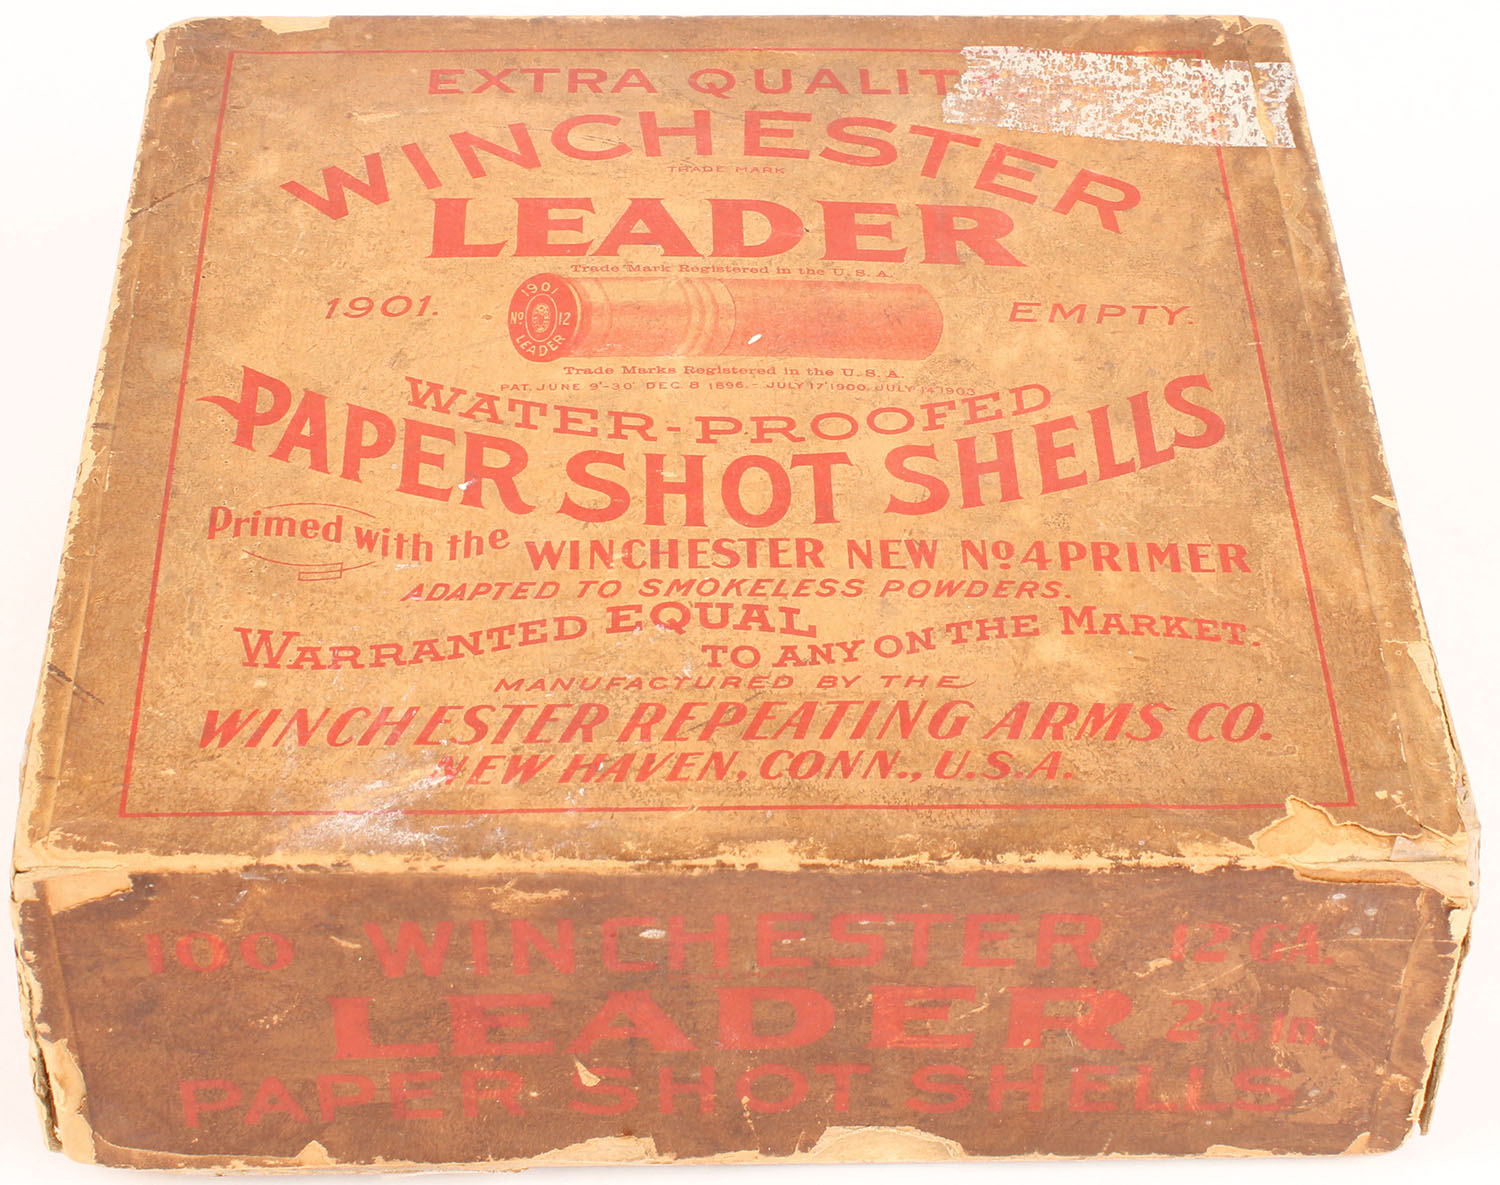 EXTRA QUALIT
WINCHESTER
TRADE MARK
LEADER
Trade Mark Registered in the U.S.A.
1901. EMPTY.
1901
Nº 12
LEADER
Trade Marks Registered in the U.S.A.
PAT. JUNE 9'-30' DEC. 8 1896.- JULY 17' 1900. JULY 14' 1903
WATER-PROOFED
PAPER SHOT SHELLS
Primed with the WINCHESTER NEW Nº 4 PRIMER
ADAPTED TO SMOKELESS POWDERS.
WARRANTED EQUAL
TO ANY ON THE MARKET.
MANUFACTURED BY THE
WINCHESTER REPEATING ARMS CO.
NEW HAVEN, CONN., U.S.A.
100 WINCHESTER 12 GA.
LEADER 2 5/8 in.
PAPER SHOT SHELLS